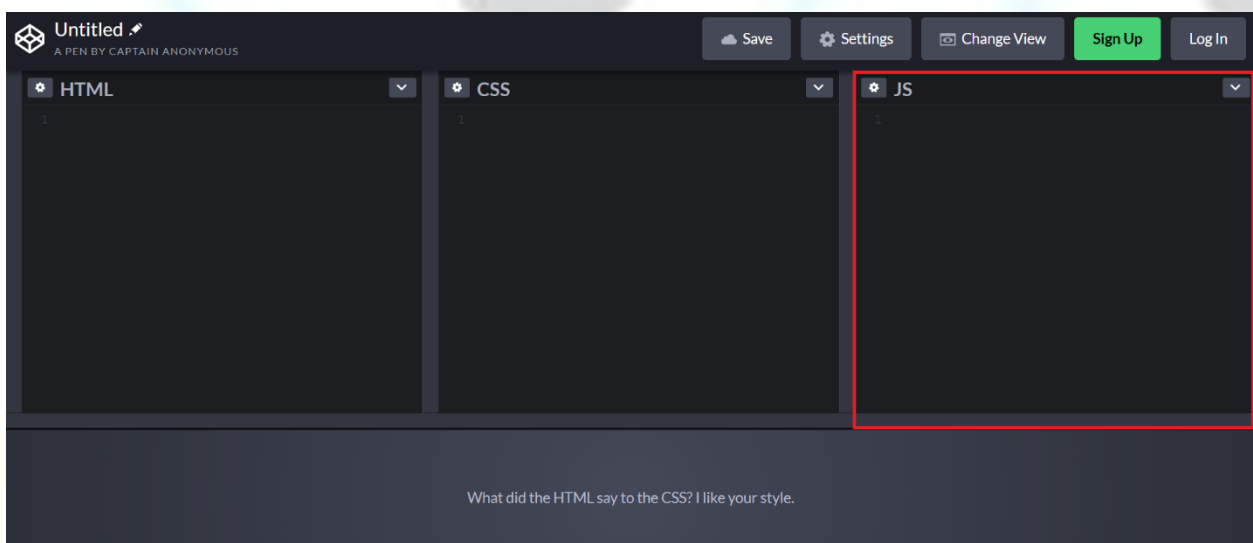 Untitled
A PEN BY CAPTAIN ANONYMOUS
Save
Settings
Change View
Sign Up
Log In
HTML
1
CSS
1
JS
1
What did the HTML say to the CSS? I like your style.